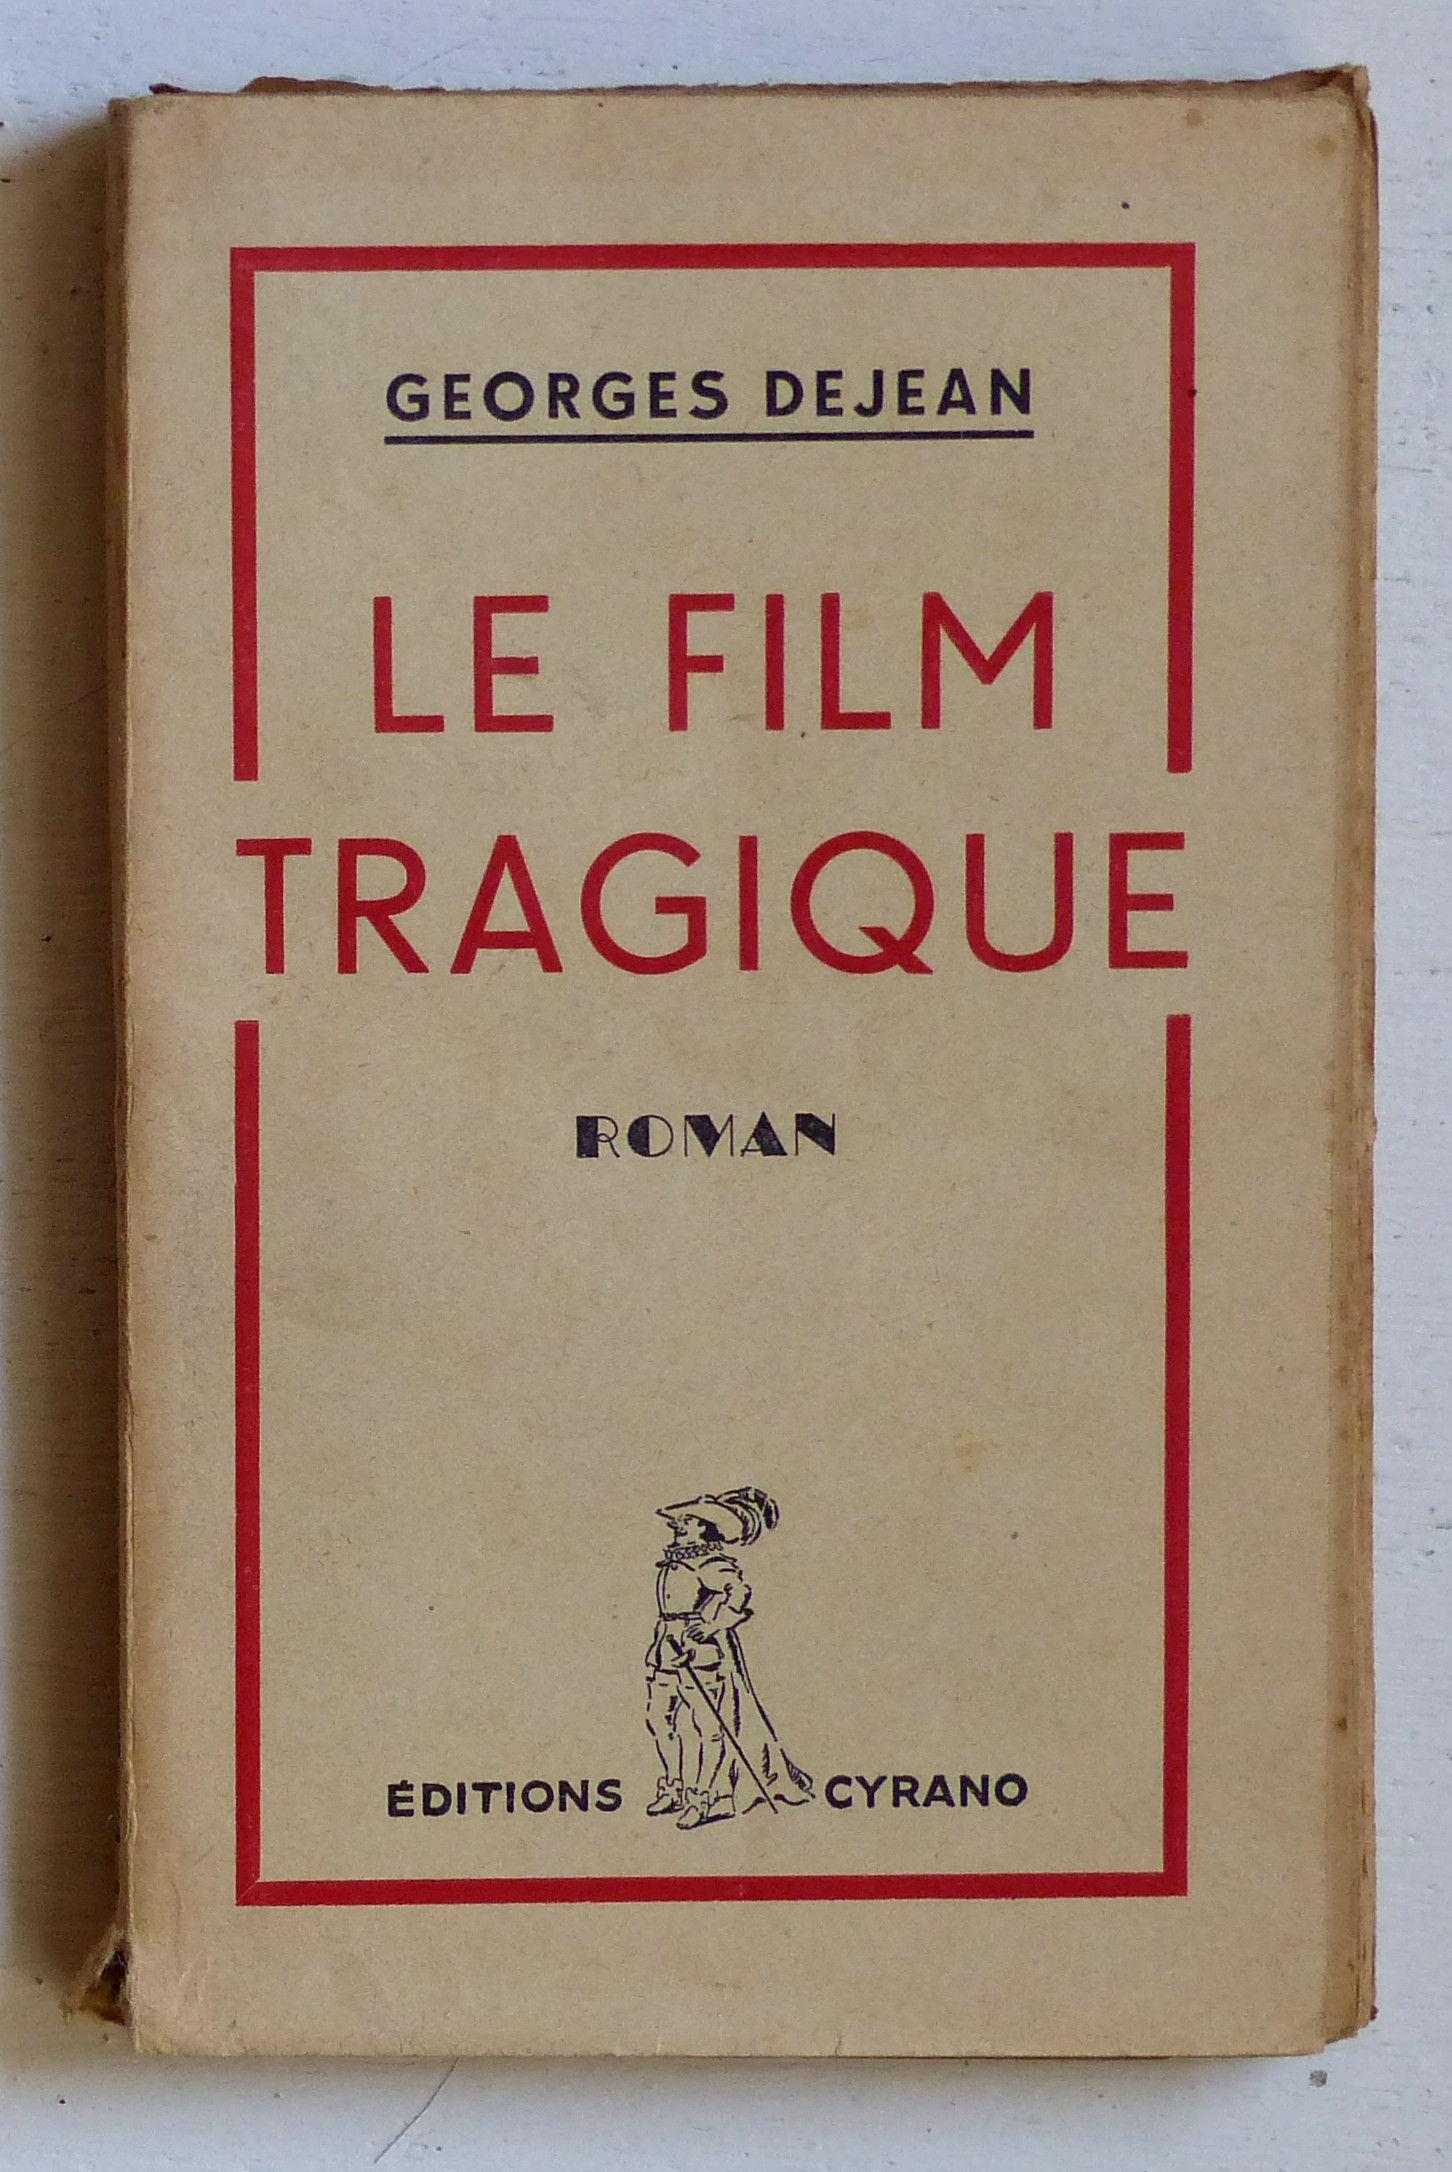 GEORGES DEJEAN
LE FILM
TRAGIQUE
ROMAN
ÉDITIONS CYRANO